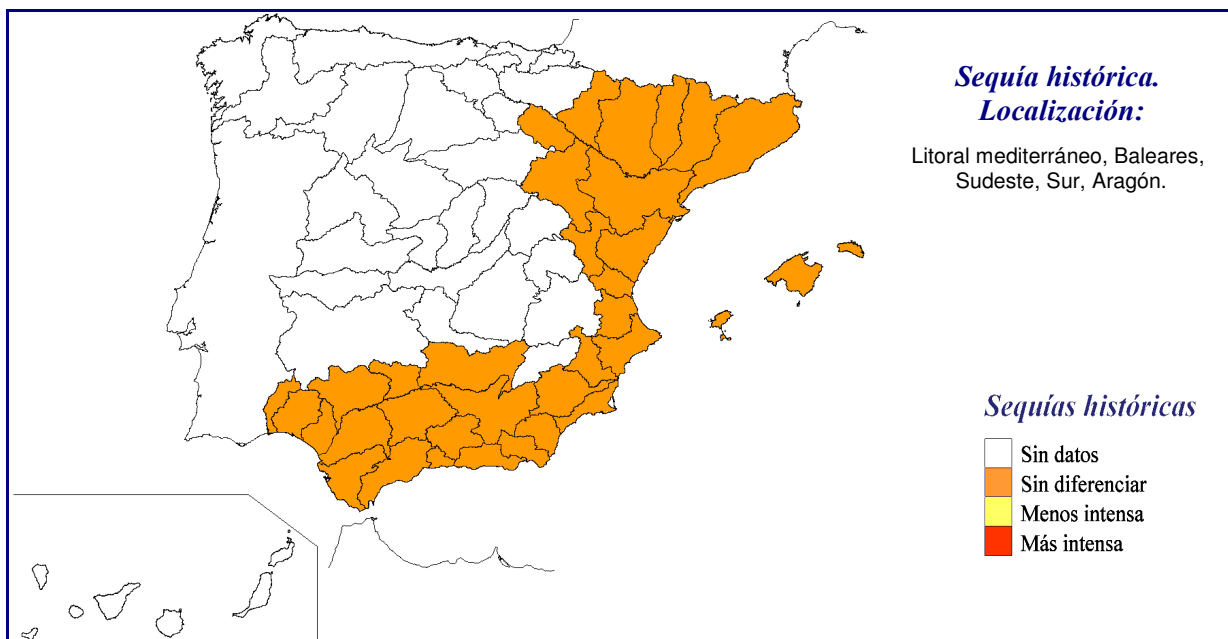 Sequía histórica.
Localización:
Litoral mediterráneo, Baleares,
Sudeste, Sur, Aragón.
Sequías históricas
Sin datos
Sin diferenciar
Menos intensa
Más intensa